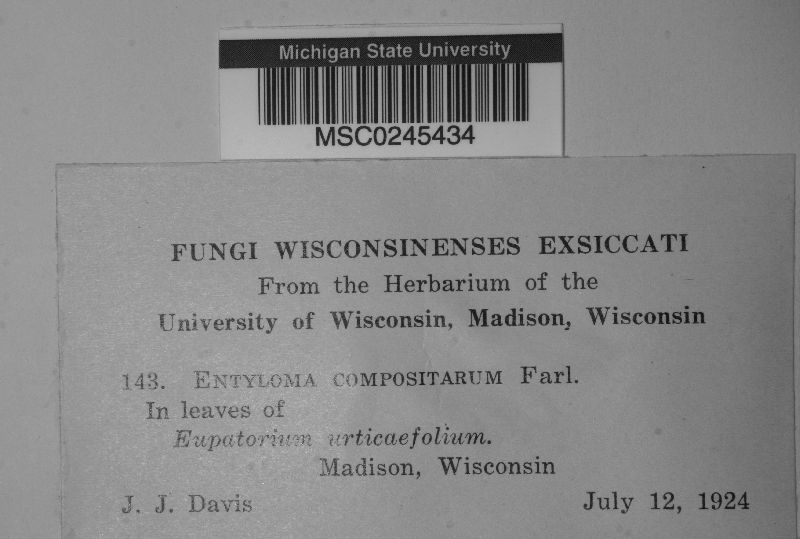 Michigan State University
MSC0245434
FUNGI WISCONSINENSES EXSICCATI
From the Herbarium of the
University of Wisconsin, Madison, Wisconsin
143. ENTYLOMA COMPOSITARUM Farl.
In leaves of
Eupatorium urticaefolium.
Madison, Wisconsin
J. J. Davis July 12, 1924